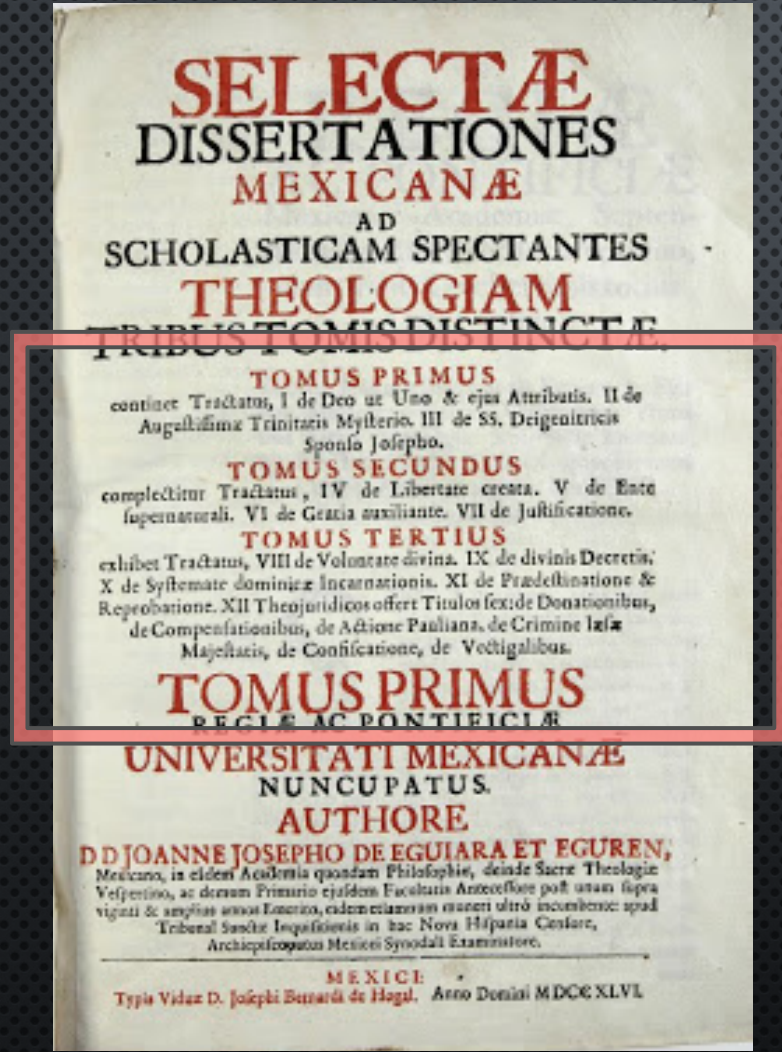 SELECTÆ
DISSERTATIONES
MEXICANÆ
AD
SCHOLASTICAM SPECTANTES
THEOLOGIAM
TRIBUS TOMIS DISTINCTÆ.
TOMUS PRIMUS
continet Tractatus, I de Deo ut Uno & ejus Attributis. II de
Augustissimæ Trinitatis Mysterio. III de SS. Deigenitricis
Sponso Josepho.
TOMUS SECUNDUS
complectitur Tractatus, IV de Libertate creata. V de Ente
supernaturali. VI de Gratia auxiliante. VII de Justificatione.
TOMUS TERTIUS
exhibet Tractatus, VIII de Voluntate divina. IX de divinis Decretis,
X de Systemate dominicæ Incarnationis. XI de Prædestinatione &
Reprobatione. XII Theojuridicos offert Titulos sex: de Donationibus,
de Compensationibus, de Actione Pauliana, de Crimine læsæ
Majestatis, de Confiscatione, de Vectigalibus.
TOMUS PRIMUS
REGIÆ AC PONTIFICIÆ
UNIVERSITATI MEXICANÆ
NUNCUPATUS.
AUTHORE
D D JOANNE JOSEPHO DE EGUIARA ET EGUREN,
Mexicano, in eadem Academia quondam Philosophiæ, deinde Sacræ Theologiæ
Vespertino, ac demum Primario ejusdem Facultatis Antecessore post unum supra
viginti & amplius annos Emerito, eidem etiamnum muneri ultrò incumbente: apud
Tribunal Sanctæ Inquisitionis in hac Nova Hispania Censore,
Archiepiscopatus Mexicei Synodali Examinatore.
MEXICI:
Typis Viduæ D. Josephi Bernardi de Hogal. Anno Domini MDCCXLVI.